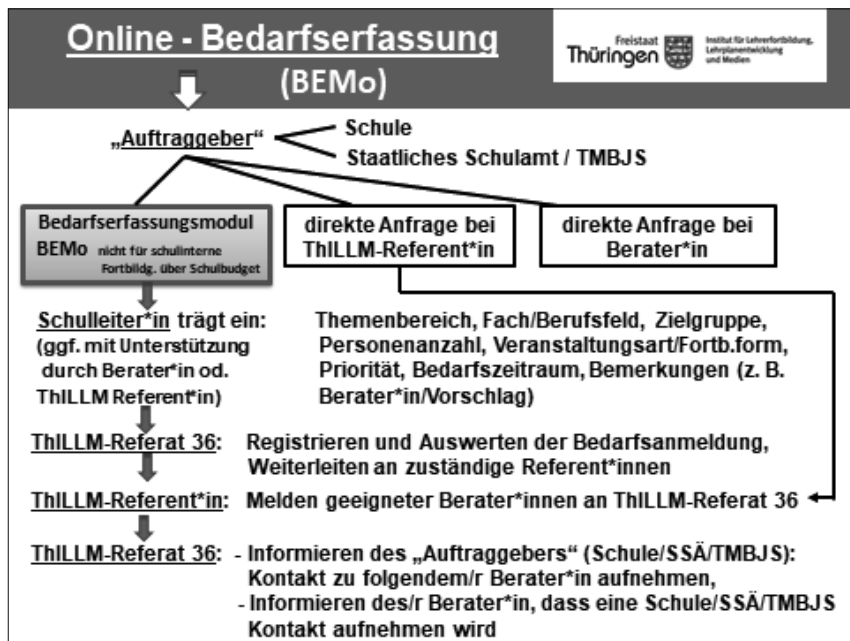 Online - Bedarfserfassung
(BEMo)
Freistaat
Thüringen
Institut für Lehrerfortbildung,
Lehrplanentwicklung
und Medien
„Auftraggeber“
Schule
Staatliches Schulamt / TMBJS
Bedarfserfassungsmodul
BEMo nicht für schulinterne
Fortbildg. über Schulbudget
direkte Anfrage bei
ThILLM-Referent*in
direkte Anfrage bei
Berater*in
Schulleiter*in trägt ein:
(ggf. mit Unterstützung
durch Berater*in od.
ThILLM Referent*in)
Themenbereich, Fach/Berufsfeld, Zielgruppe,
Personenanzahl, Veranstaltungsart/Fortb.form,
Priorität, Bedarfszeitraum, Bemerkungen (z. B.
Berater*in/Vorschlag)
ThILLM-Referat 36: Registrieren und Auswerten der Bedarfsanmeldung,
Weiterleiten an zuständige Referent*innen
ThILLM-Referent*in: Melden geeigneter Berater*innen an ThILLM-Referat 36
ThILLM-Referat 36: - Informieren des „Auftraggebers“ (Schule/SSÄ/TMBJS):
Kontakt zu folgendem/r Berater*in aufnehmen,
- Informieren des/r Berater*in, dass eine Schule/SSÄ/TMBJS
Kontakt aufnehmen wird